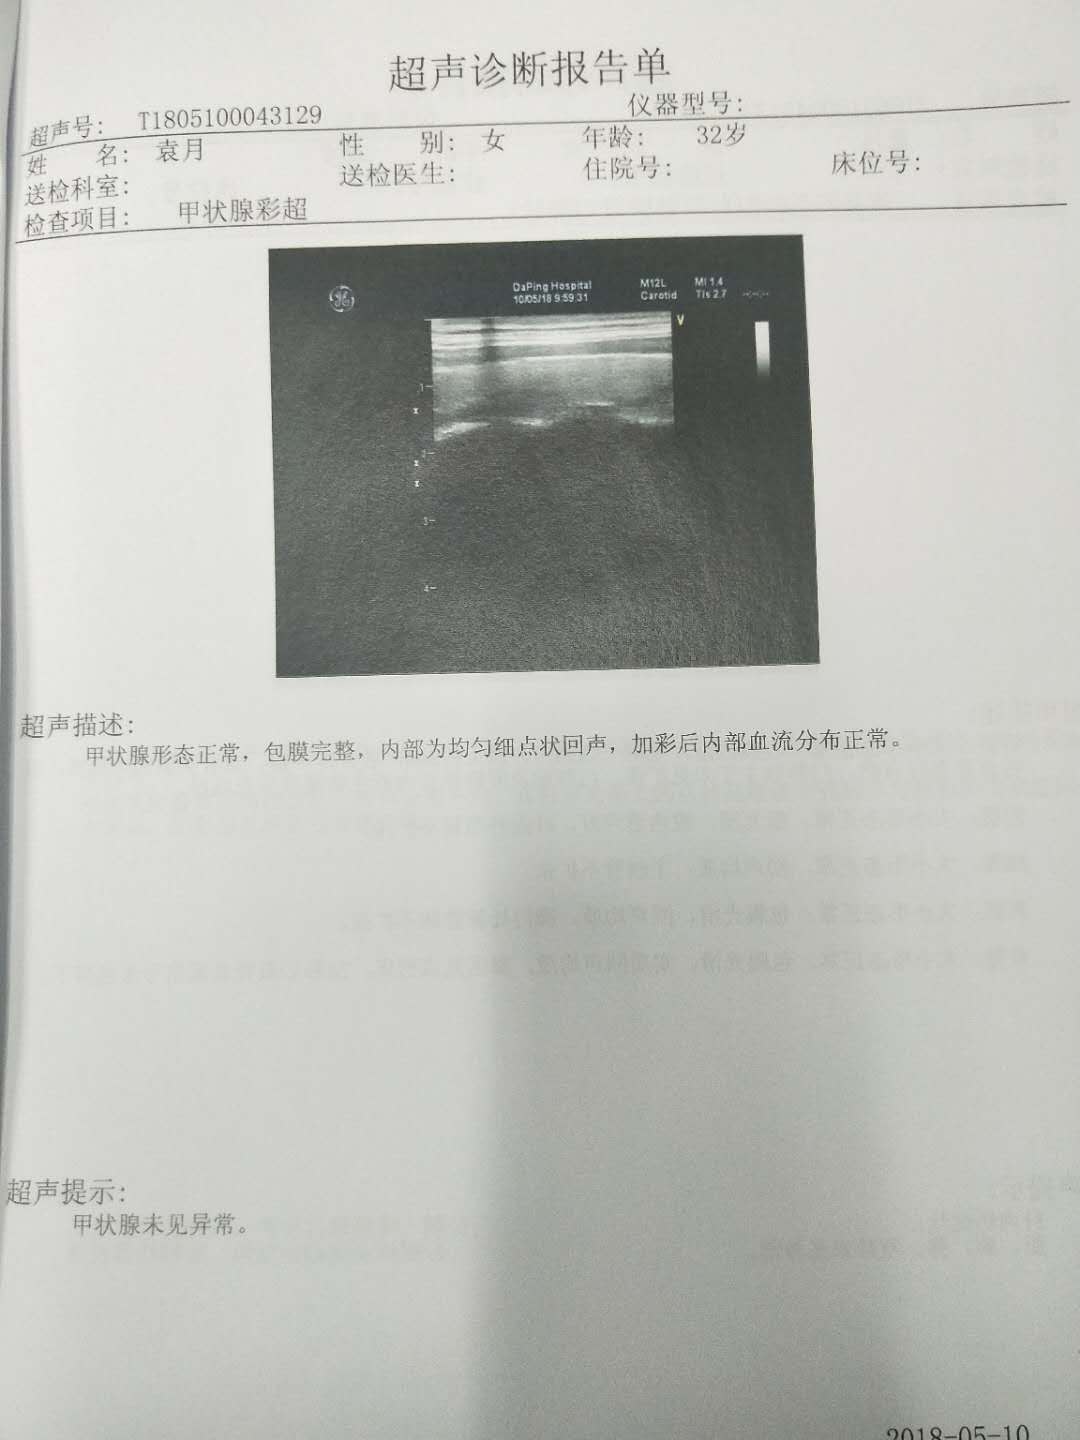 超声诊断报告单
超声号: T1805100043129 仪器型号:
姓 名: 袁月 性 别: 女 年龄: 32岁
送检科室: 送检医生: 住院号: 床位号:
检查项目: 甲状腺彩超
DaPing Hospital M12L MI 1.4
10/05/18 9:59:31 Carotid TIs 2.7
V
1
2
3
4
超声描述:
甲状腺形态正常，包膜完整，内部为均匀细点状回声，加彩后内部血流分布正常。
超声提示:
甲状腺未见异常。
2018-05-10